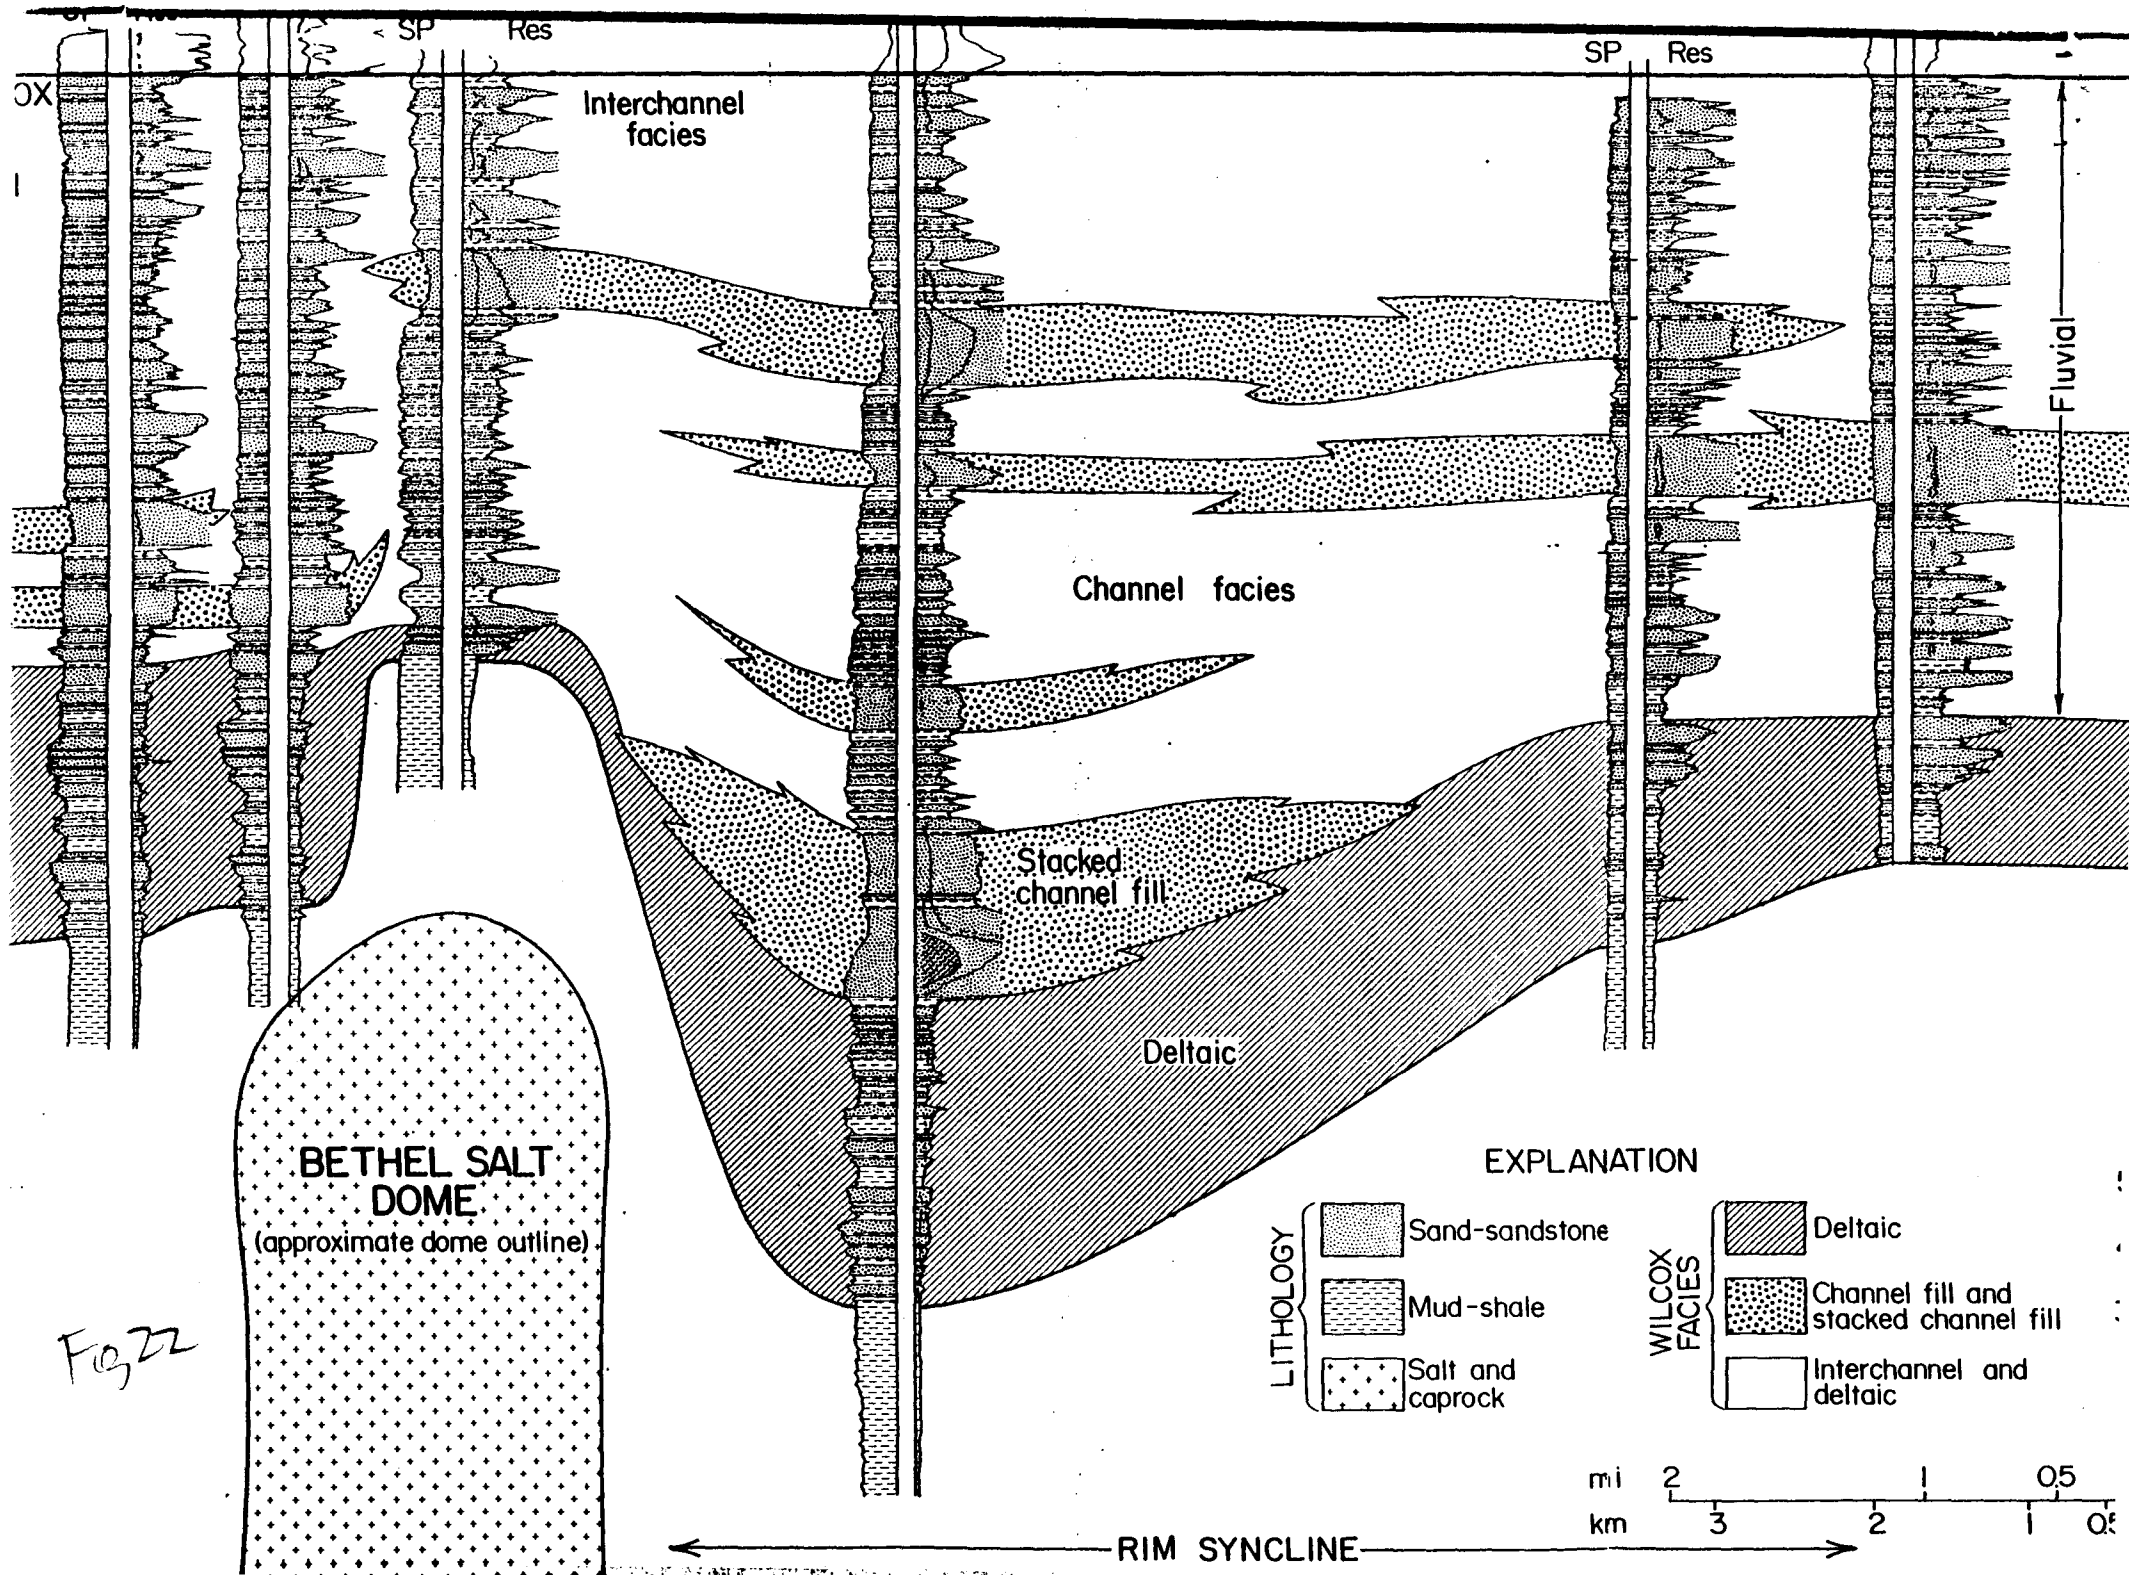 SP Res
SP Res
OX
Interchannel
facies
Fluvial
Channel facies
Stacked
channel fill
Deltaic
BETHEL SALT
DOME
(approximate dome outline)
Fig 22
EXPLANATION
LITHOLOGY
Sand-sandstone
Mud-shale
Salt and
caprock
WILCOX
FACIES
Deltaic
Channel fill and
stacked channel fill
Interchannel and
deltaic
mi 2 1 0.5
km 3 2 1
RIM SYNCLINE